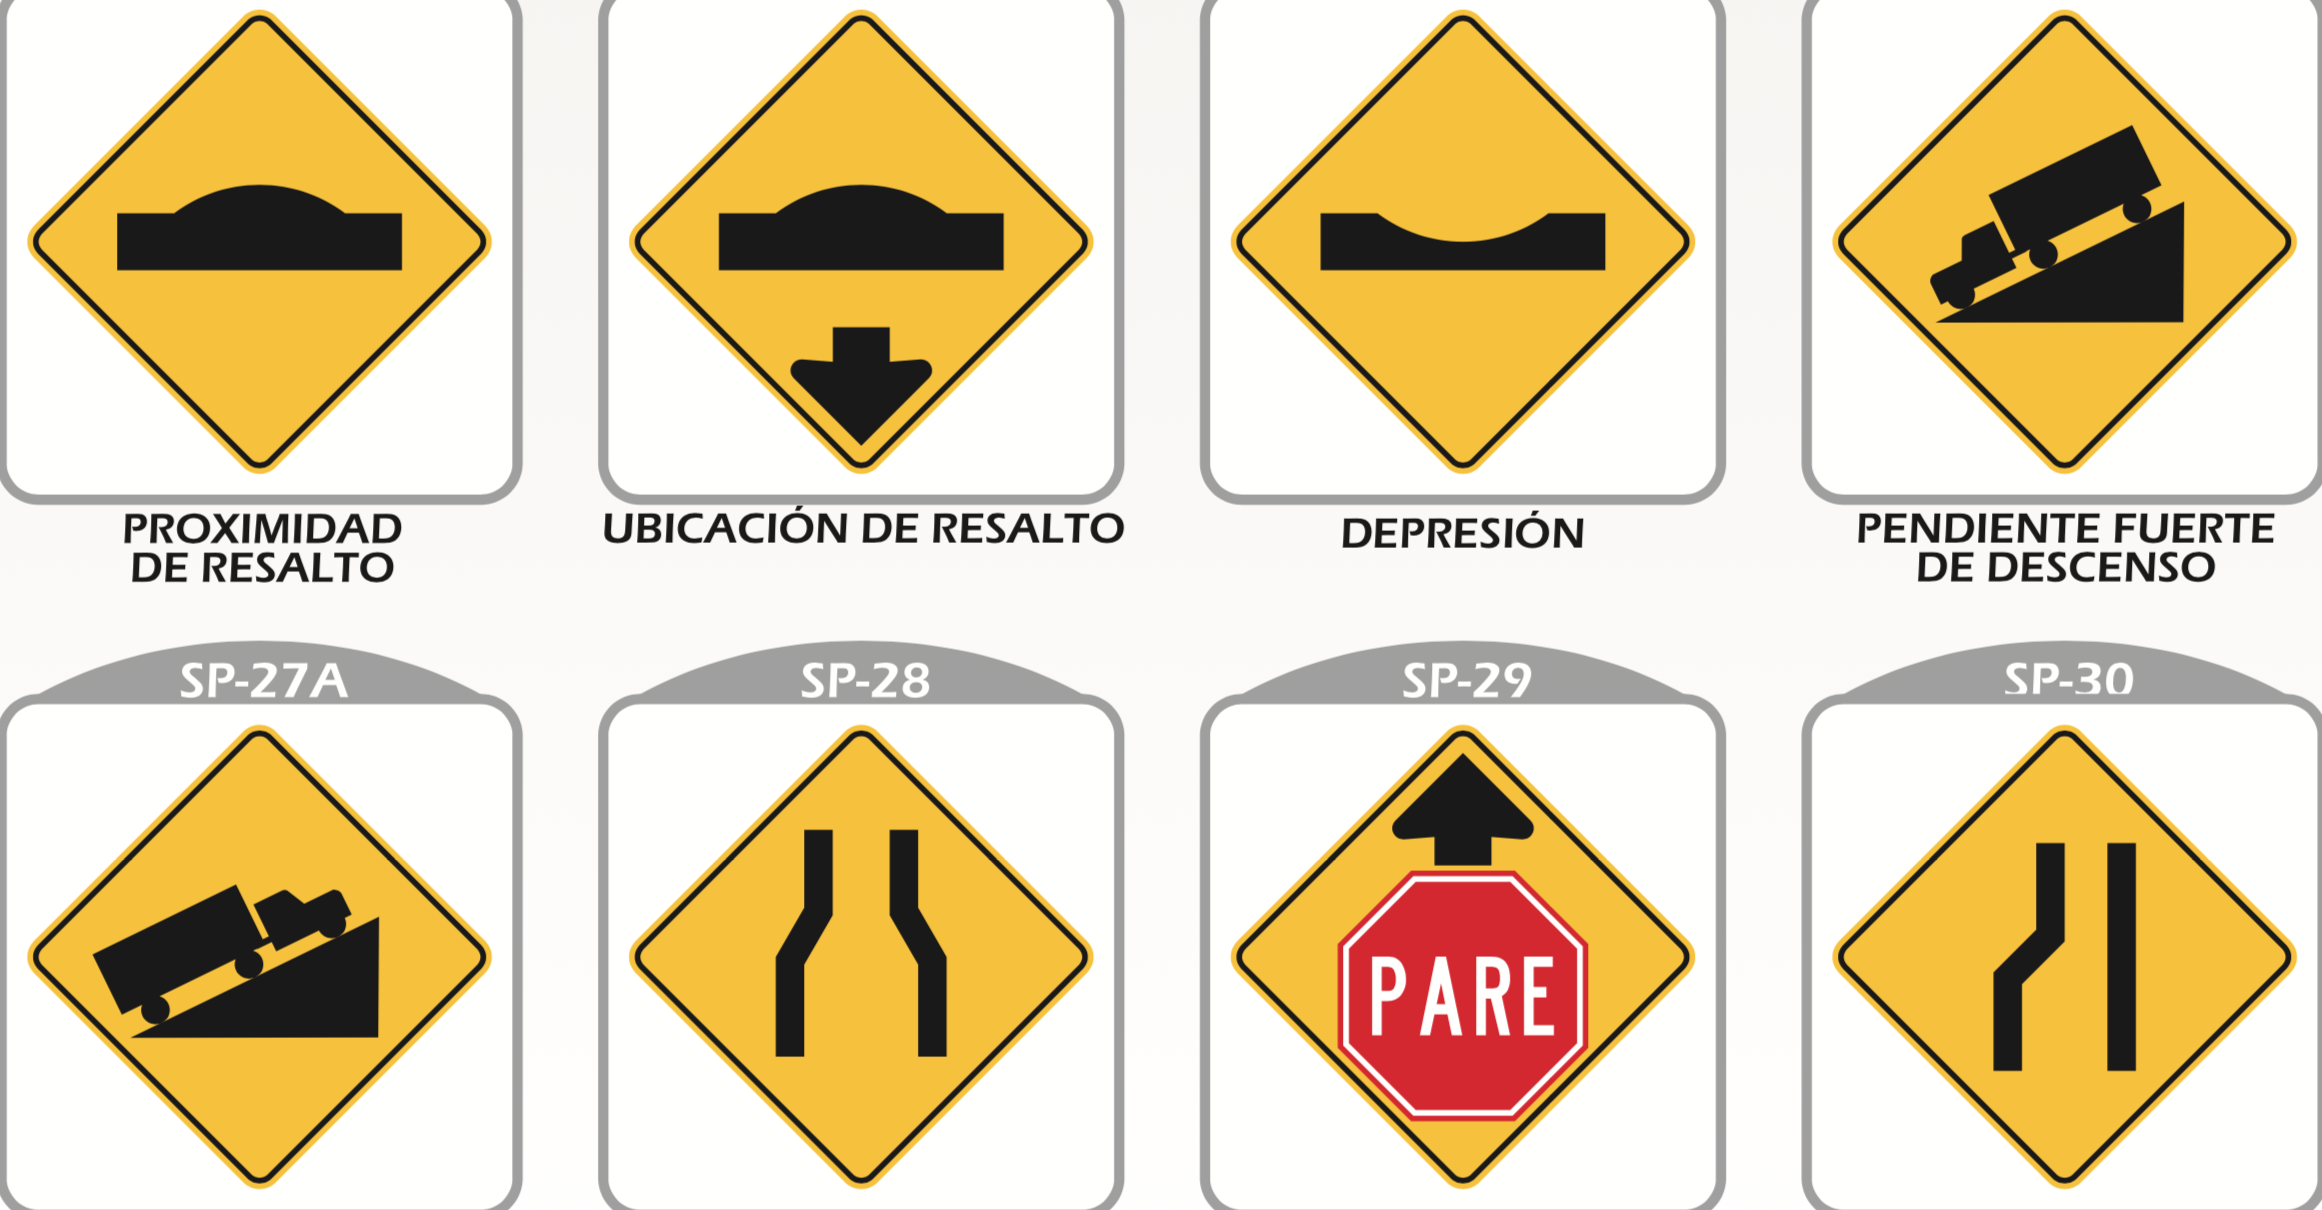 PROXIMIDAD
DE RESALTO
UBICACIÓN DE RESALTO
DEPRESIÓN
PENDIENTE FUERTE
DE DESCENSO
SP-27A
SP-28
SP-29
SP-30
PARE